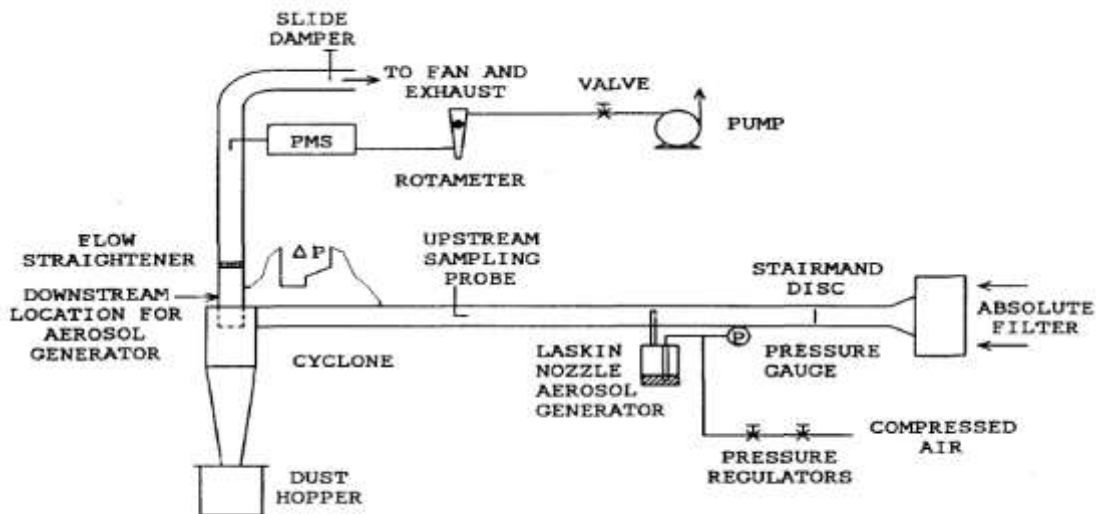 SLIDE
DAMPER
TO FAN AND
EXHAUST
VALVE
PMS
PUMP
ROTAMETER
FLOW
STRAIGHTENER
Δ P
UPSTREAM
SAMPLING
PROBE
STAIRMAND
DISC
DOWNSTREAM
LOCATION FOR
AEROSOL
GENERATOR
ABSOLUTE
FILTER
CYCLONE
LASKIN
NOZZLE
AEROSOL
GENERATOR
P
PRESSURE
GAUGE
COMPRESSED
AIR
PRESSURE
REGULATORS
DUST
HOPPER